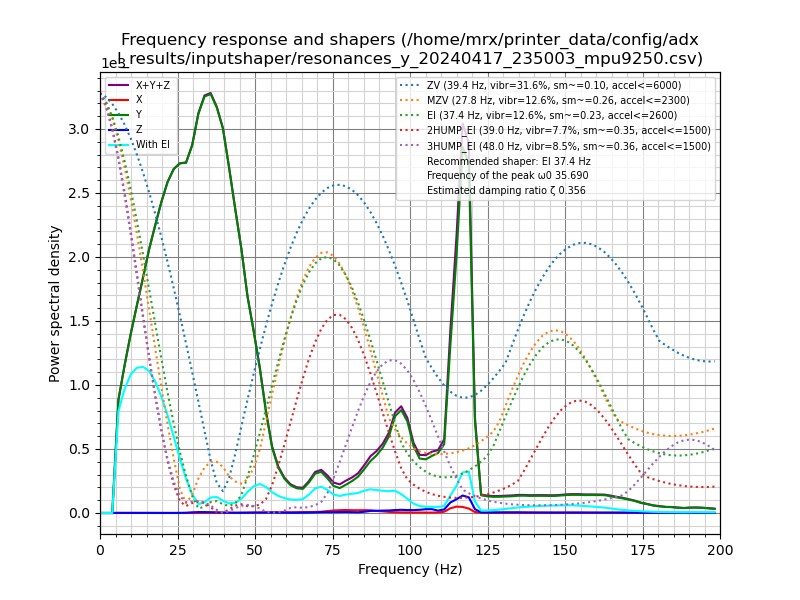 Frequency response and shapers (/home/mrx/printer_data/config/adx
_results/inputshaper/resonances_y_20240417_235003_mpu9250.csv)
1e3
X+Y+Z
X
Y
Z
With EI
ZV (39.4 Hz, vibr=31.6%, sm~=0.10, accel<=6000)
MZV (27.8 Hz, vibr=12.6%, sm~=0.26, accel<=2300)
EI (37.4 Hz, vibr=12.6%, sm~=0.23, accel<=2600)
2HUMP_EI (39.0 Hz, vibr=7.7%, sm~=0.35, accel<=1500)
3HUMP_EI (48.0 Hz, vibr=8.5%, sm~=0.36, accel<=1500)
Recommended shaper: EI 37.4 Hz
Frequency of the peak ω0 35.690
Estimated damping ratio ζ 0.356
Power spectral density
3.0
2.5
2.0
1.5
1.0
0.5
0.0
0 25 50 75 100 125 150 175 200
Frequency (Hz)